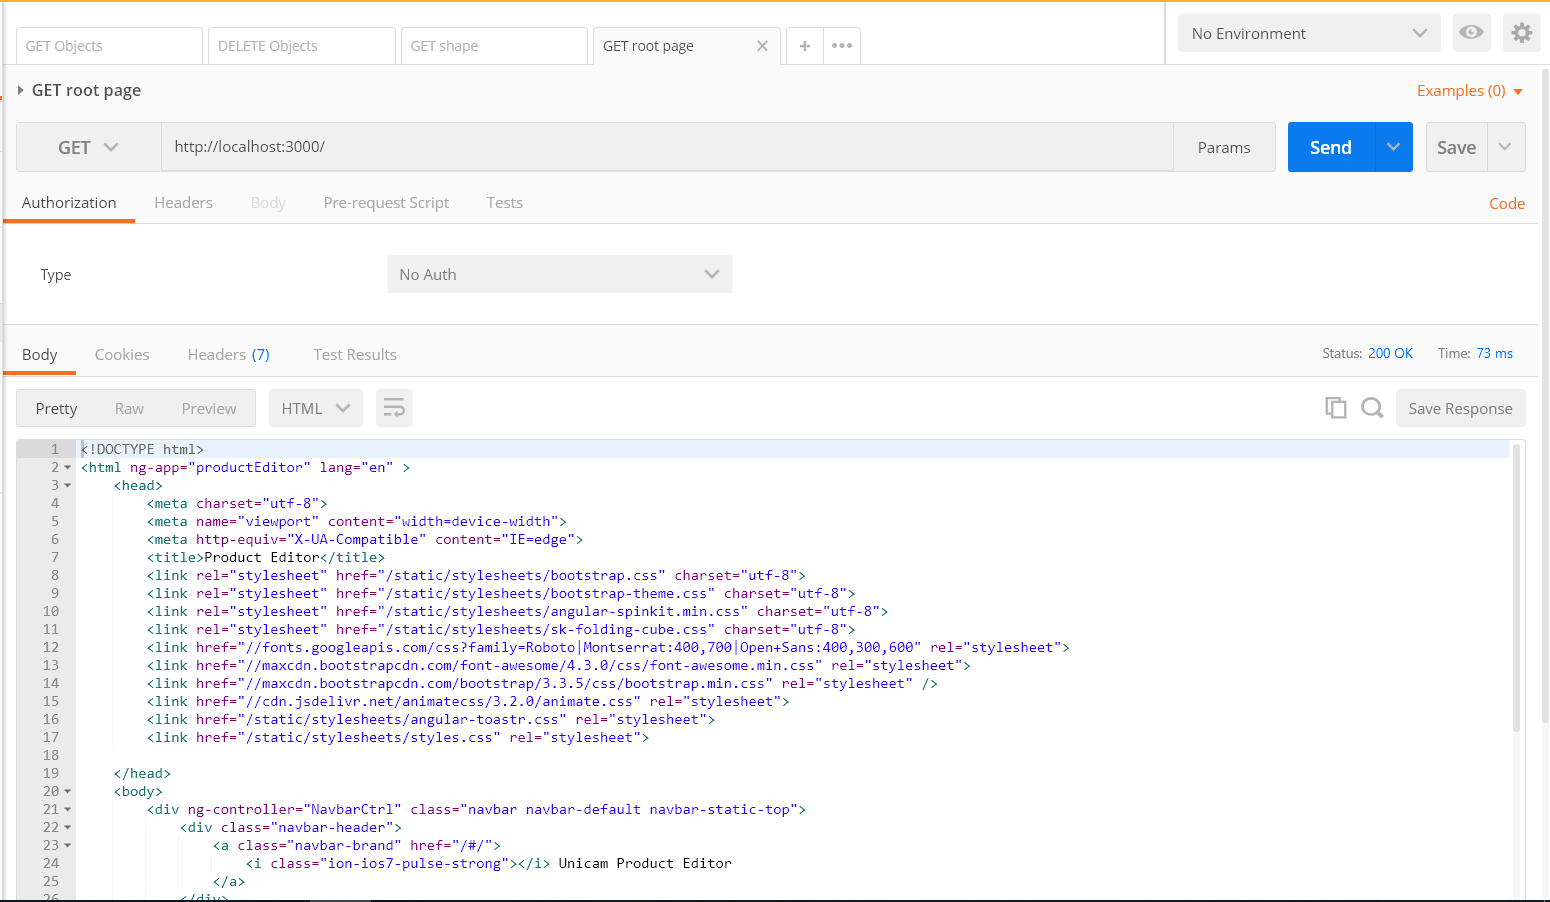 GET Objects DELETE Objects GET shape GET root page No Environment
GET root page Examples (0)
GET http://localhost:3000/ Params Send Save
Authorization Headers Body Pre-request Script Tests Code
Type No Auth
Body Cookies Headers (7) Test Results Status: 200 OK Time: 73 ms
Pretty Raw Preview HTML Save Response
1 <!DOCTYPE html>
2 <html ng-app="productEditor" lang="en" >
3 <head>
4 <meta charset="utf-8">
5 <meta name="viewport" content="width=device-width">
6 <meta http-equiv="X-UA-Compatible" content="IE=edge">
7 <title>Product Editor</title>
8 <link rel="stylesheet" href="/static/stylesheets/bootstrap.css" charset="utf-8">
9 <link rel="stylesheet" href="/static/stylesheets/bootstrap-theme.css" charset="utf-8">
10 <link rel="stylesheet" href="/static/stylesheets/angular-spinkit.min.css" charset="utf-8">
11 <link rel="stylesheet" href="/static/stylesheets/sk-folding-cube.css" charset="utf-8">
12 <link href="//fonts.googleapis.com/css?family=Roboto|Montserrat:400,700|Open+Sans:400,300,600" rel="stylesheet">
13 <link href="//maxcdn.bootstrapcdn.com/font-awesome/4.3.0/css/font-awesome.min.css" rel="stylesheet">
14 <link href="//maxcdn.bootstrapcdn.com/bootstrap/3.3.5/css/bootstrap.min.css" rel="stylesheet" />
15 <link href="//cdn.jsdelivr.net/animatecss/3.2.0/animate.css" rel="stylesheet">
16 <link href="/static/stylesheets/angular-toastr.css" rel="stylesheet">
17 <link href="/static/stylesheets/styles.css" rel="stylesheet">
18
19 </head>
20 <body>
21 <div ng-controller="NavbarCtrl" class="navbar navbar-default navbar-static-top">
22 <div class="navbar-header">
23 <a class="navbar-brand" href="/#/">
24 <i class="ion-ios7-pulse-strong"></i> Unicam Product Editor
25 </a>
26 </div>